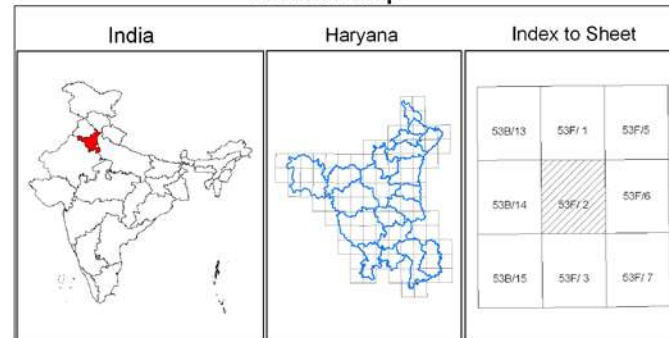 India
Haryana
Index to Sheet
53B/13
53F/ 1
53F/5
53B/14
53F/ 2
53F/6
53B/15
53F/ 3
53F/ 7